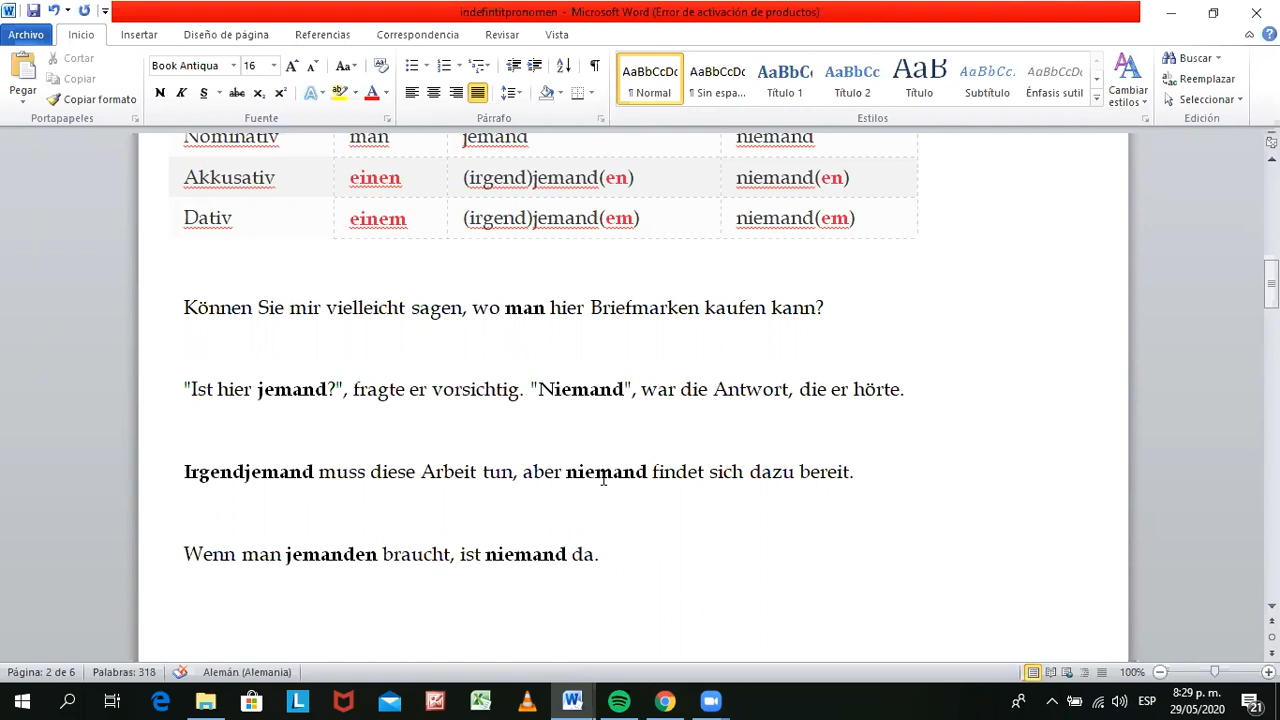 indefintitpronomen - Microsoft Word (Error de activación de productos)
Archivo Inicio Insertar Diseño de página Referencias Correspondencia Revisar Vista
Pegar
Cortar
Copiar
Copiar formato
Portapapeles
Book Antiqua 16
N K S abc x₂ x²
Fuente
Párrafo
AaBbCcDc AaBbCcDc AaBbC AaBbCc AaB AaBbCc. AaBbCcDc
¶ Normal ¶ Sin espa... Título 1 Título 2 Título Subtítulo Énfasis sutil
Cambiar estilos
Estilos
Buscar
Reemplazar
Seleccionar
Edición
Nominativ man jemand niemand
Akkusativ einen (irgend)jemand(en) niemand(en)
Dativ einem (irgend)jemand(em) niemand(em)
Können Sie mir vielleicht sagen, wo man hier Briefmarken kaufen kann?
"Ist hier jemand?", fragte er vorsichtig. "Niemand", war die Antwort, die er hörte.
Irgendjemand muss diese Arbeit tun, aber niemand findet sich dazu bereit.
Wenn man jemanden braucht, ist niemand da.
Página: 2 de 6 Palabras: 318 Alemán (Alemania) 100%
ESP
8:29 p. m.
29/05/2020
21